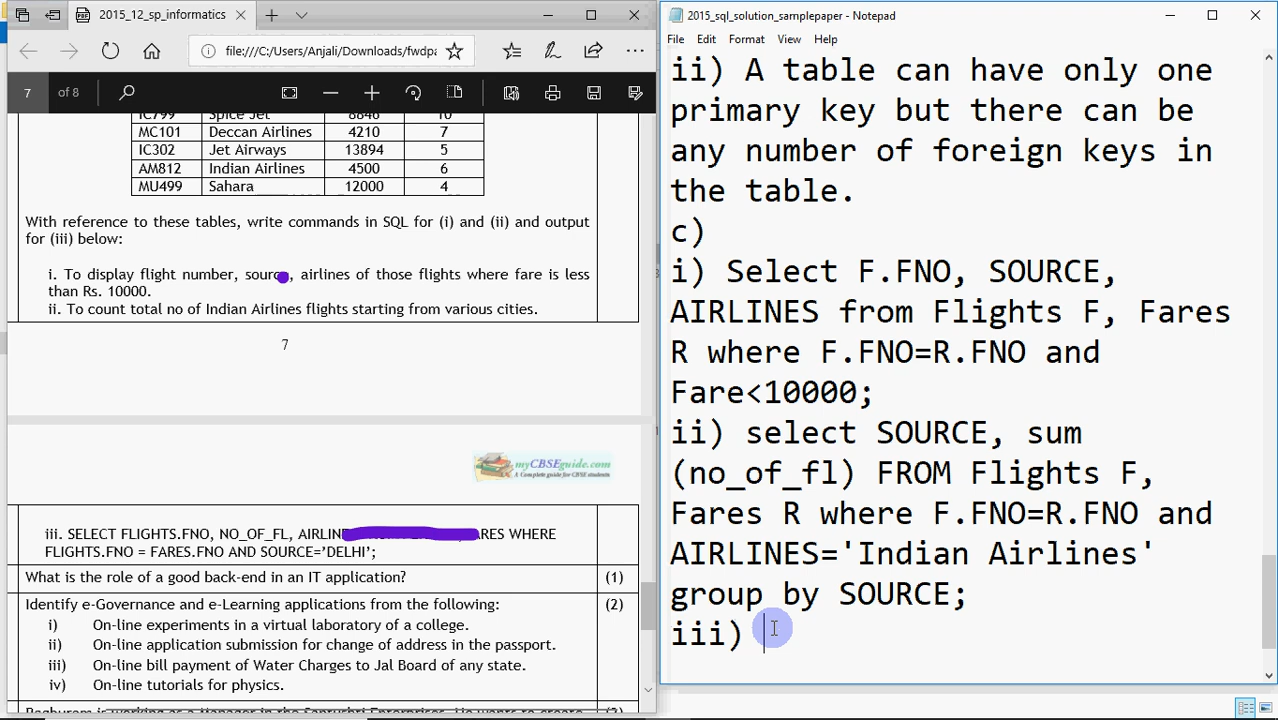 2015_12_sp_informatics
file:///C:/Users/Anjali/Downloads/fwdpa
7 of 8
IC799 Spice Jet 8846 10
MC101 Deccan Airlines 4210 7
IC302 Jet Airways 13894 5
AM812 Indian Airlines 4500 6
MU499 Sahara 12000 4
With reference to these tables, write commands in SQL for (i) and (ii) and output
for (iii) below:
i. To display flight number, source, airlines of those flights where fare is less
than Rs. 10000.
ii. To count total no of Indian Airlines flights starting from various cities.
7
myCBSEguide.com
A Complete guide for CBSE students
iii. SELECT FLIGHTS.FNO, NO_OF_FL, AIRLINE WHERE
FLIGHTS.FNO = FARES.FNO AND SOURCE='DELHI';
What is the role of a good back-end in an IT application? (1)
Identify e-Governance and e-Learning applications from the following: (2)
i) On-line experiments in a virtual laboratory of a college.
ii) On-line application submission for change of address in the passport.
iii) On-line bill payment of Water Charges to Jal Board of any state.
iv) On-line tutorials for physics.
2015_sql_solution_samplepaper - Notepad
File Edit Format View Help
ii) A table can have only one
primary key but there can be
any number of foreign keys in
the table.
c)
i) Select F.FNO, SOURCE,
AIRLINES from Flights F, Fares
R where F.FNO=R.FNO and
Fare<10000;
ii) select SOURCE, sum
(no_of_fl) FROM Flights F,
Fares R where F.FNO=R.FNO and
AIRLINES='Indian Airlines'
group by SOURCE;
iii)